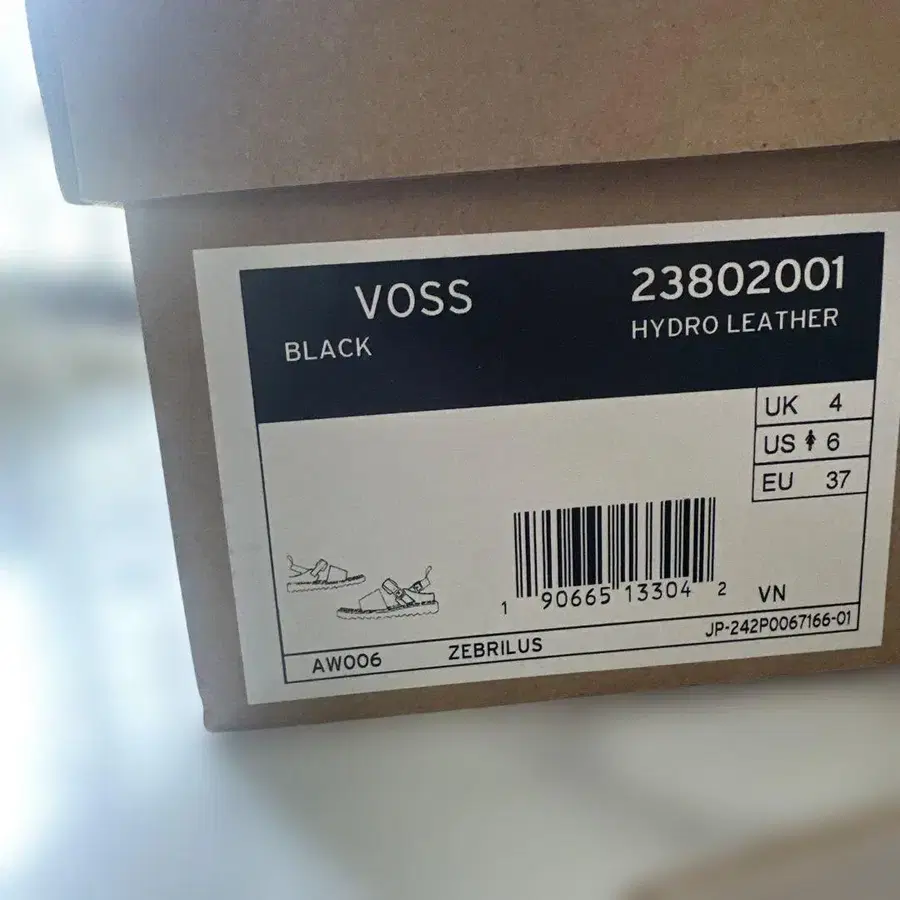 VOSS
23802001
BLACK
HYDRO LEATHER
UK 4
US 6
EU 37
1 90665 13304 2
VN
AW006
ZEBRILUS
JP-242P0067166-01